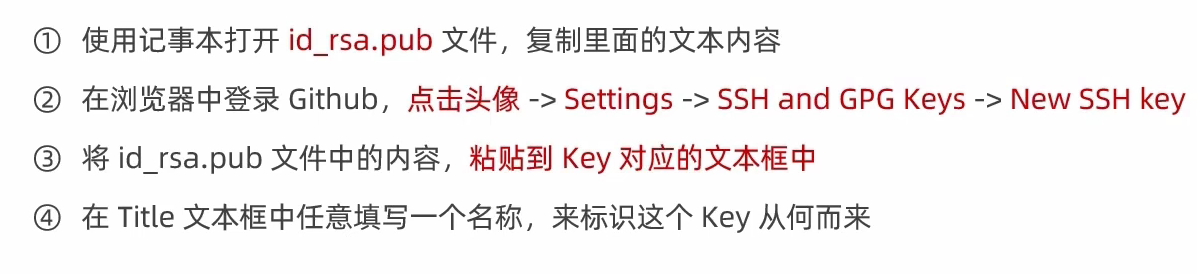 ① 使用记事本打开 id_rsa.pub 文件，复制里面的文本内容
② 在浏览器中登录 Github，点击头像 -> Settings -> SSH and GPG Keys -> New SSH key
③ 将 id_rsa.pub 文件中的内容，粘贴到 Key 对应的文本框中
④ 在 Title 文本框中任意填写一个名称，来标识这个 Key 从何而来